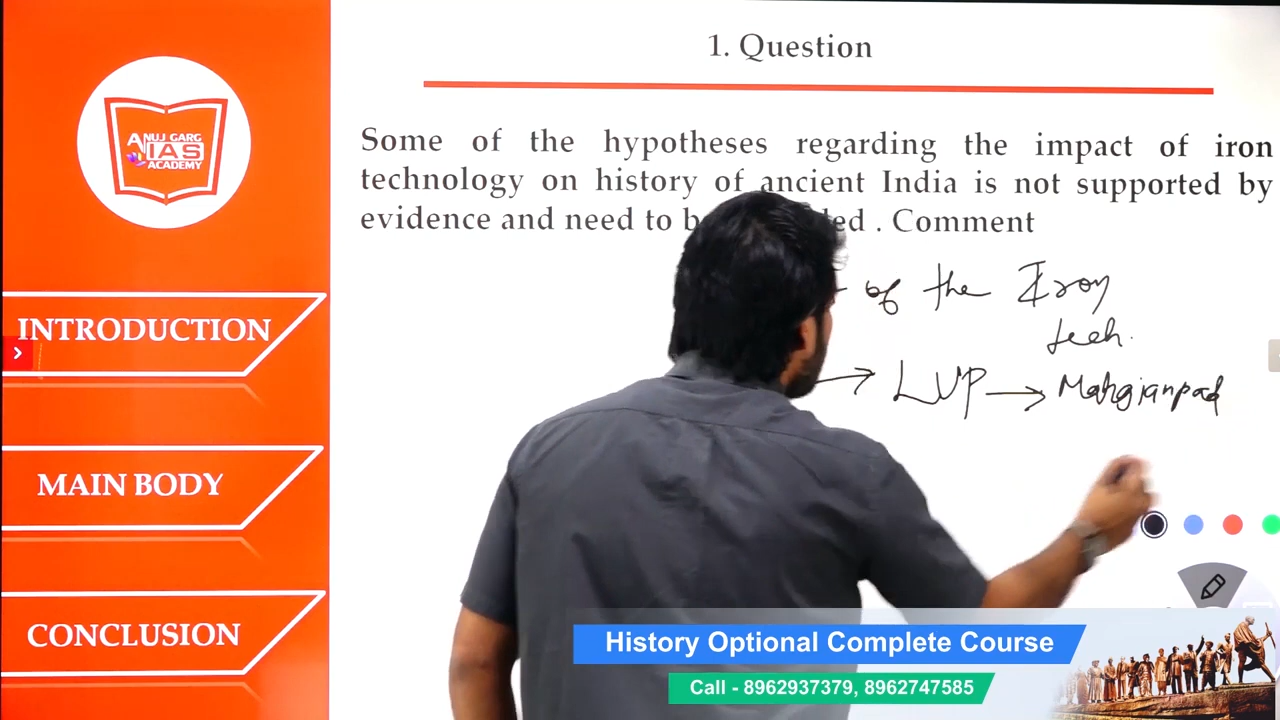 1. Question
Some of the hypotheses regarding the impact of iron
technology on history of ancient India is not supported by
evidence and need to b ed . Comment
of the Iron
tech.
LVP → Mahajanpad
ANUJ GARG
IAS
ACADEMY
INTRODUCTION
MAIN BODY
CONCLUSION
History Optional Complete Course
Call - 8962937379, 8962747585